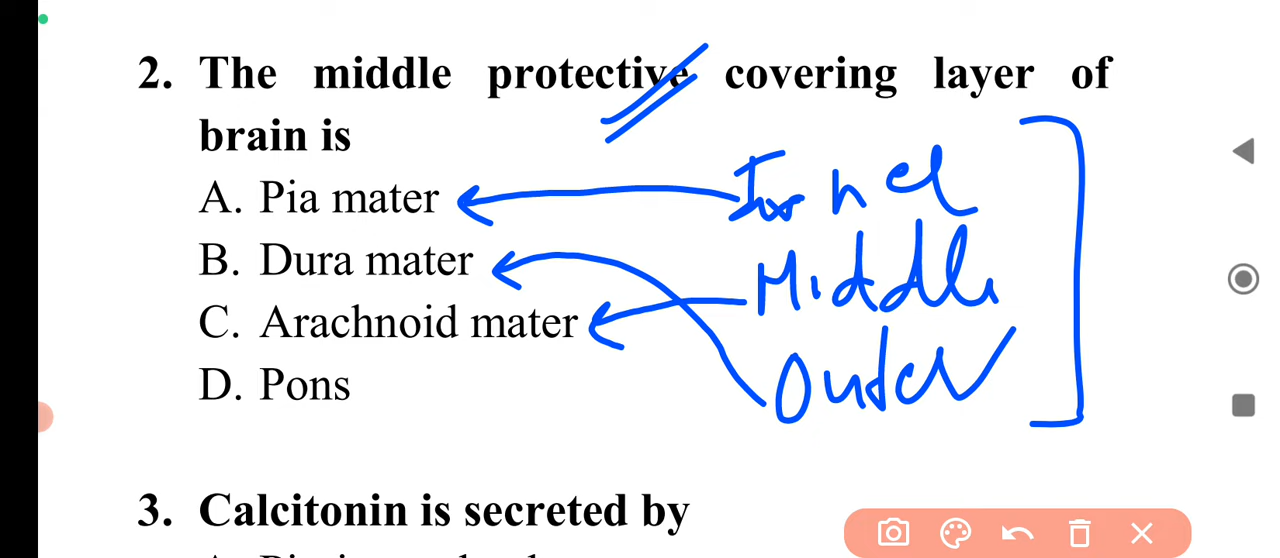 2. The middle protective covering layer of
brain is
A. Pia mater
Innel
B. Dura mater
Middle
C. Arachnoid mater
Outer
D. Pons
3. Calcitonin is secreted by